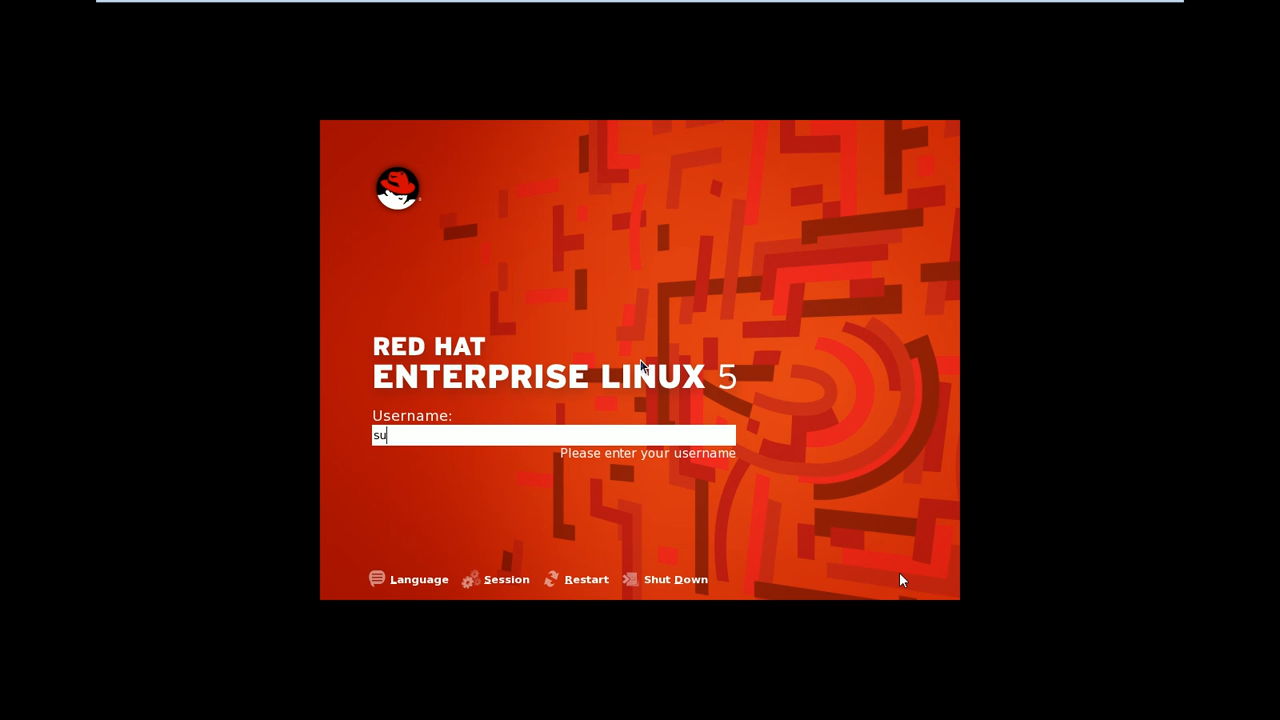 RED HAT
ENTERPRISE LINUX 5
Username:
su
Please enter your username
Language Session Restart Shut Down